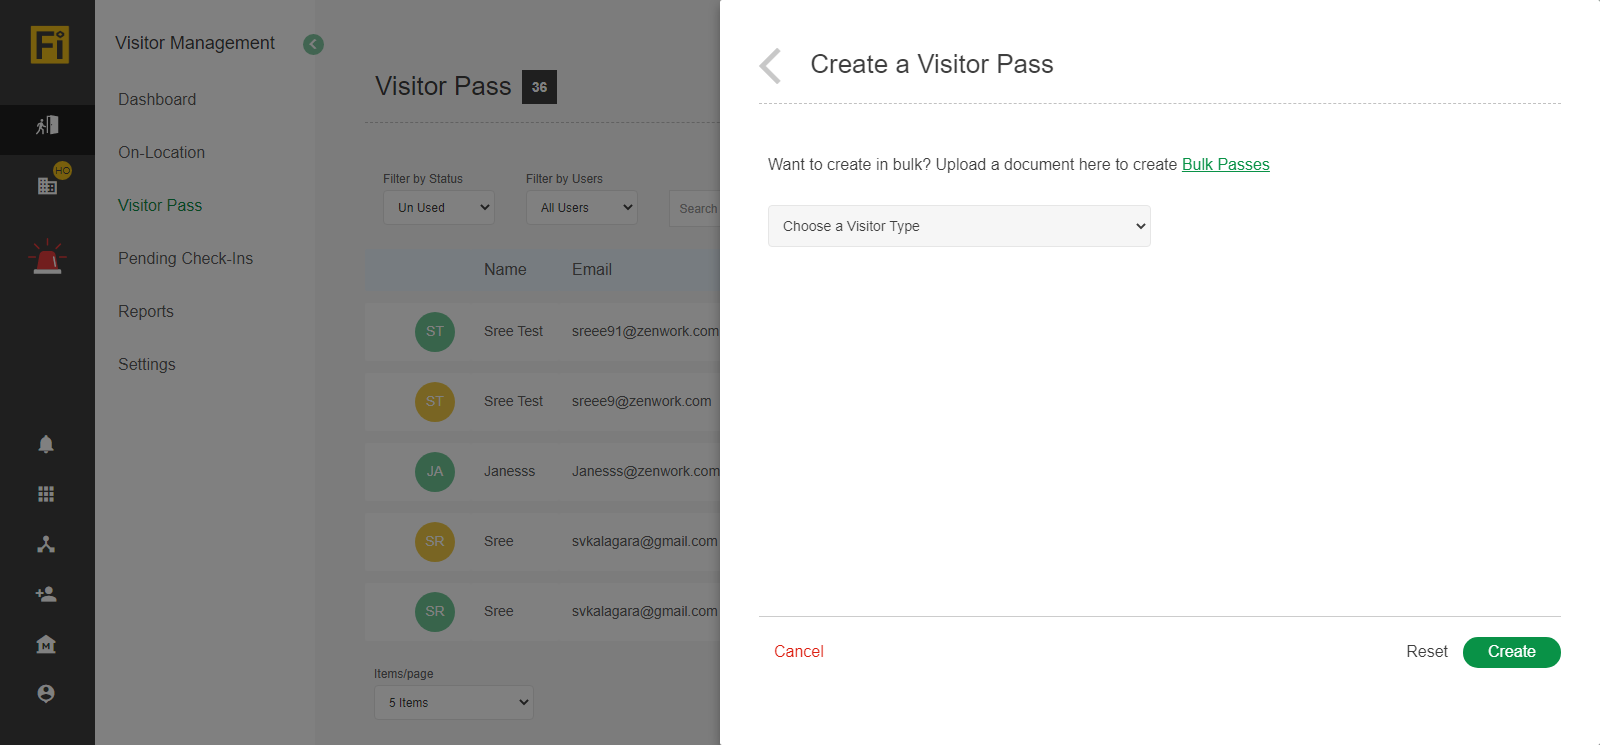 Fi
HO
Visitor Management
Dashboard
On-Location
Visitor Pass
Pending Check-Ins
Reports
Settings
Visitor Pass 36
Filter by Status
Un Used
Filter by Users
All Users
Search
Name Email
ST Sree Test sreee91@zenwork.com
ST Sree Test sreee9@zenwork.com
JA Janesss Janesss@zenwork.com
SR Sree svkalagara@gmail.com
SR Sree svkalagara@gmail.com
Items/page
5 Items
M
Create a Visitor Pass
Want to create in bulk? Upload a document here to create Bulk Passes
Choose a Visitor Type
Cancel
Reset
Create